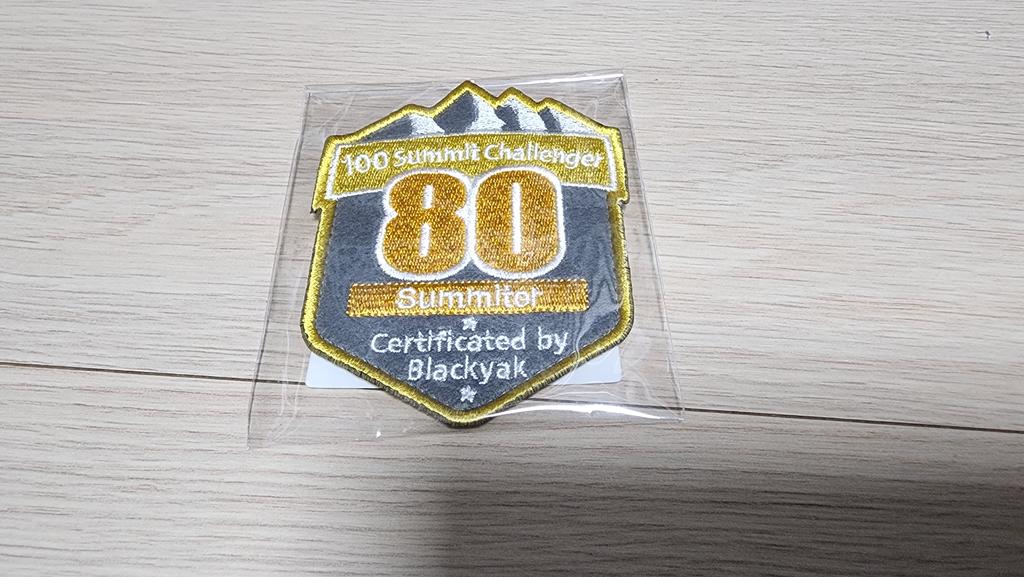 100 Summit Challenger
80
Summiter
Certificated by
Blackyak